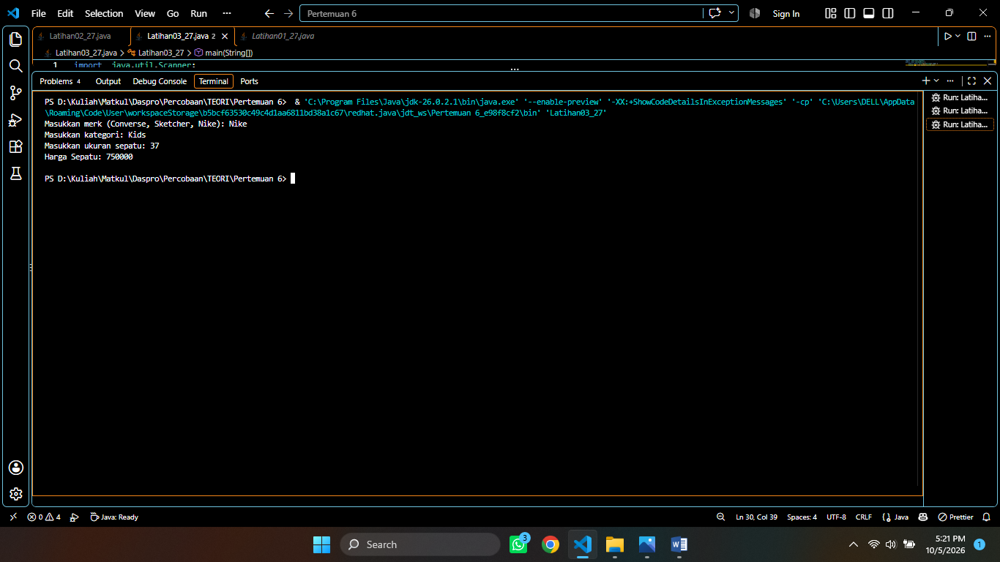 File Edit Selection View Go Run ··· Pertemuan 6 Sign In
Latihan02_27.java Latihan03_27.java 2 Latihan01_27.java
Latihan03_27.java > Latihan03_27 > main(String[])
1 import java.util.Scanner;
Problems 4 Output Debug Console Terminal Ports
PS D:\Kuliah\Matkul\Daspro\Percobaan\TEORI\Pertemuan 6> & 'C:\Program Files\Java\jdk-26.0.2.1\bin\java.exe' '--enable-preview' '-XX:+ShowCodeDetailsInExceptionMessages' '-cp' 'C:\Users\DELL\AppData
\Roaming\Code\User\workspaceStorage\b5bcf63530c49c4d1aa6811bd38a1c67\redhat.java\jdt_ws\Pertemuan 6_e98f8cf2\bin' 'Latihan03_27'
Masukkan merk (Converse, Sketcher, Nike): Nike
Masukkan kategori: Kids
Masukkan ukuran sepatu: 37
Harga Sepatu: 750000
PS D:\Kuliah\Matkul\Daspro\Percobaan\TEORI\Pertemuan 6>
Run: Latiha...
Run: Latiha...
Run: Latiha...
0 4 Java: Ready Ln 30, Col 39 Spaces: 4 UTF-8 CRLF {} Java Prettier
Search 3 5:21 PM
10/5/2026 1